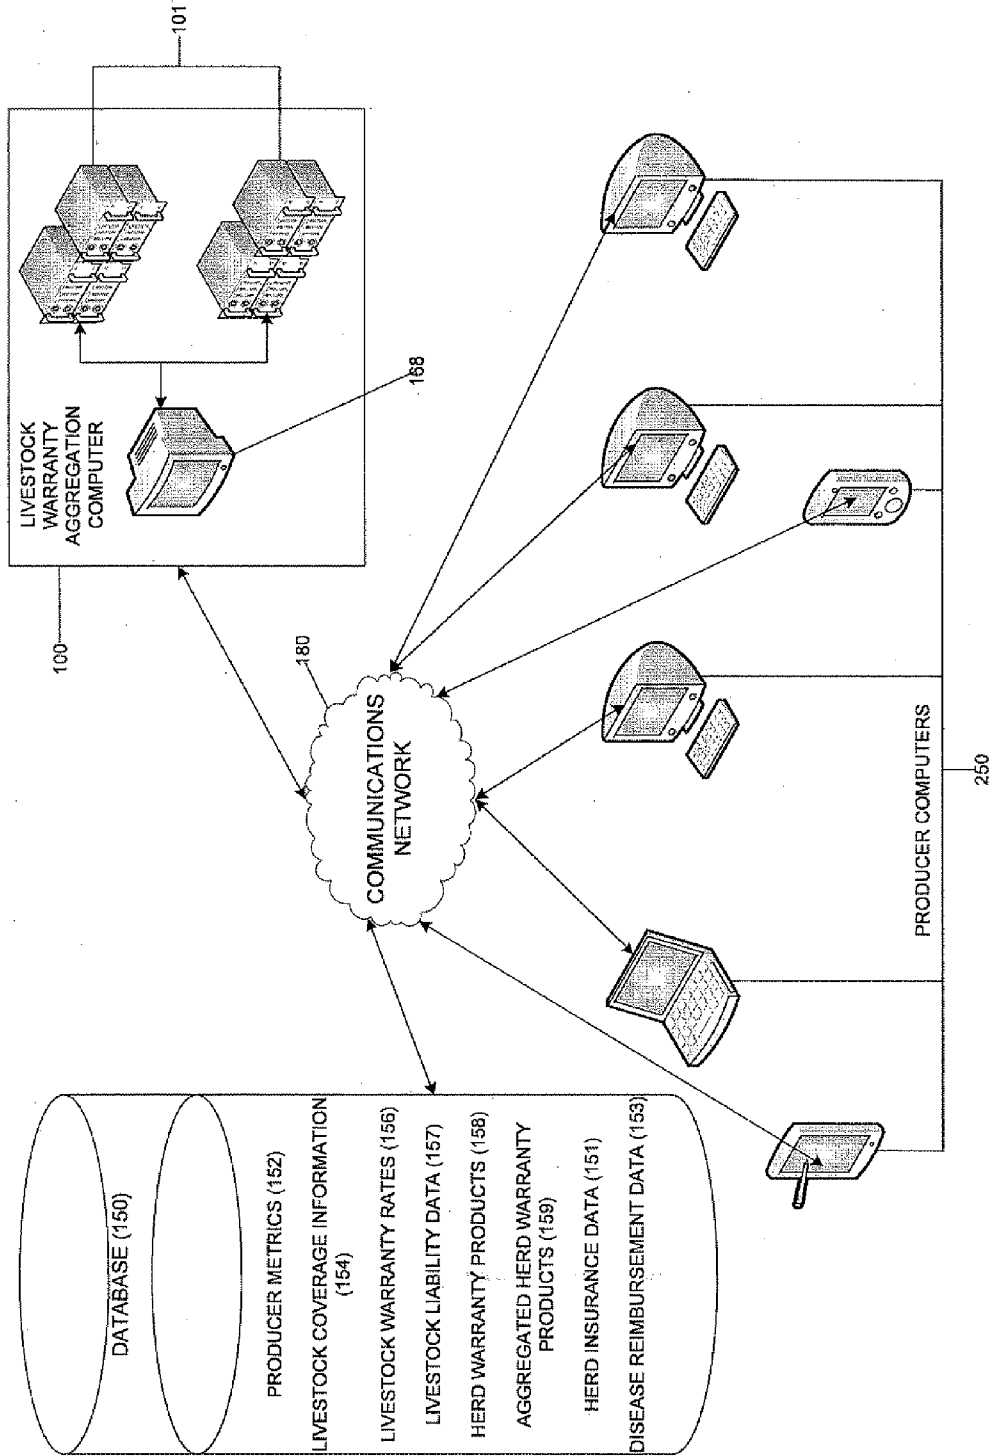 DATABASE (150)
PRODUCER METRICS (152)
LIVESTOCK COVERAGE INFORMATION
(154)
LIVESTOCK WARRANTY RATES (156)
LIVESTOCK LIABILITY DATA (157)
HERD WARRANTY PRODUCTS (158)
AGGREGATED HERD WARRANTY
PRODUCTS (159)
HERD INSURANCE DATA (151)
DISEASE REIMBURSEMENT DATA (153)
COMMUNICATIONS
NETWORK
180
100
LIVESTOCK
WARRANTY
AGGREGATION
COMPUTER
168
101
PRODUCER COMPUTERS
250